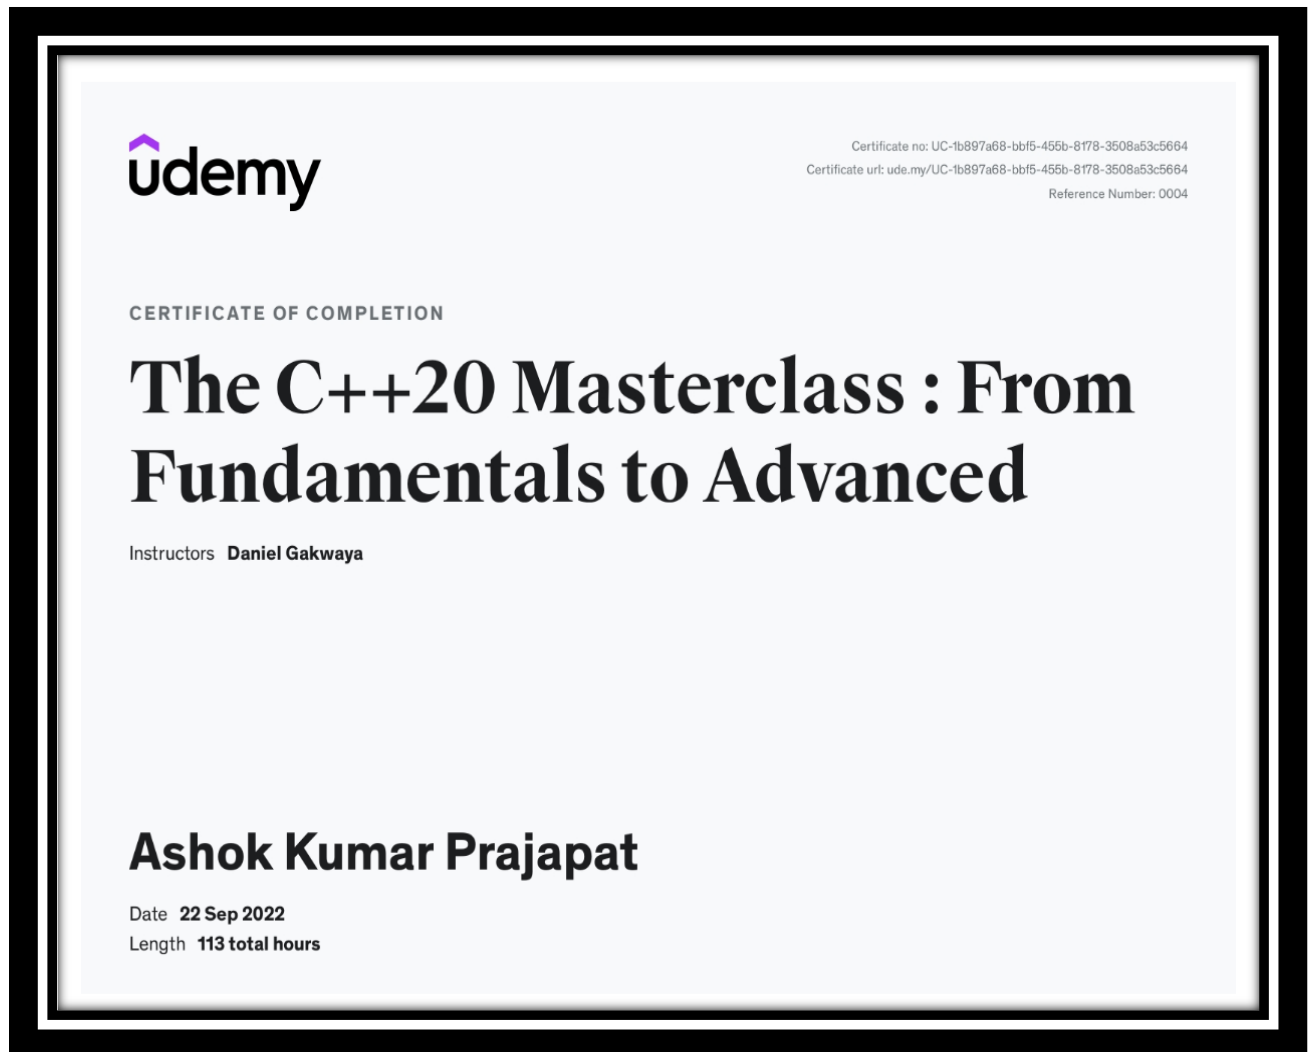 udemy
Certificate no: UC-1b897a68-bbf5-455b-8178-3508a53c5664
Certificate url: ude.my/UC-1b897a68-bbf5-455b-8178-3508a53c5664
Reference Number: 0004
CERTIFICATE OF COMPLETION
The C++20 Masterclass : From
Fundamentals to Advanced
Instructors Daniel Gakwaya
Ashok Kumar Prajapat
Date 22 Sep 2022
Length 113 total hours